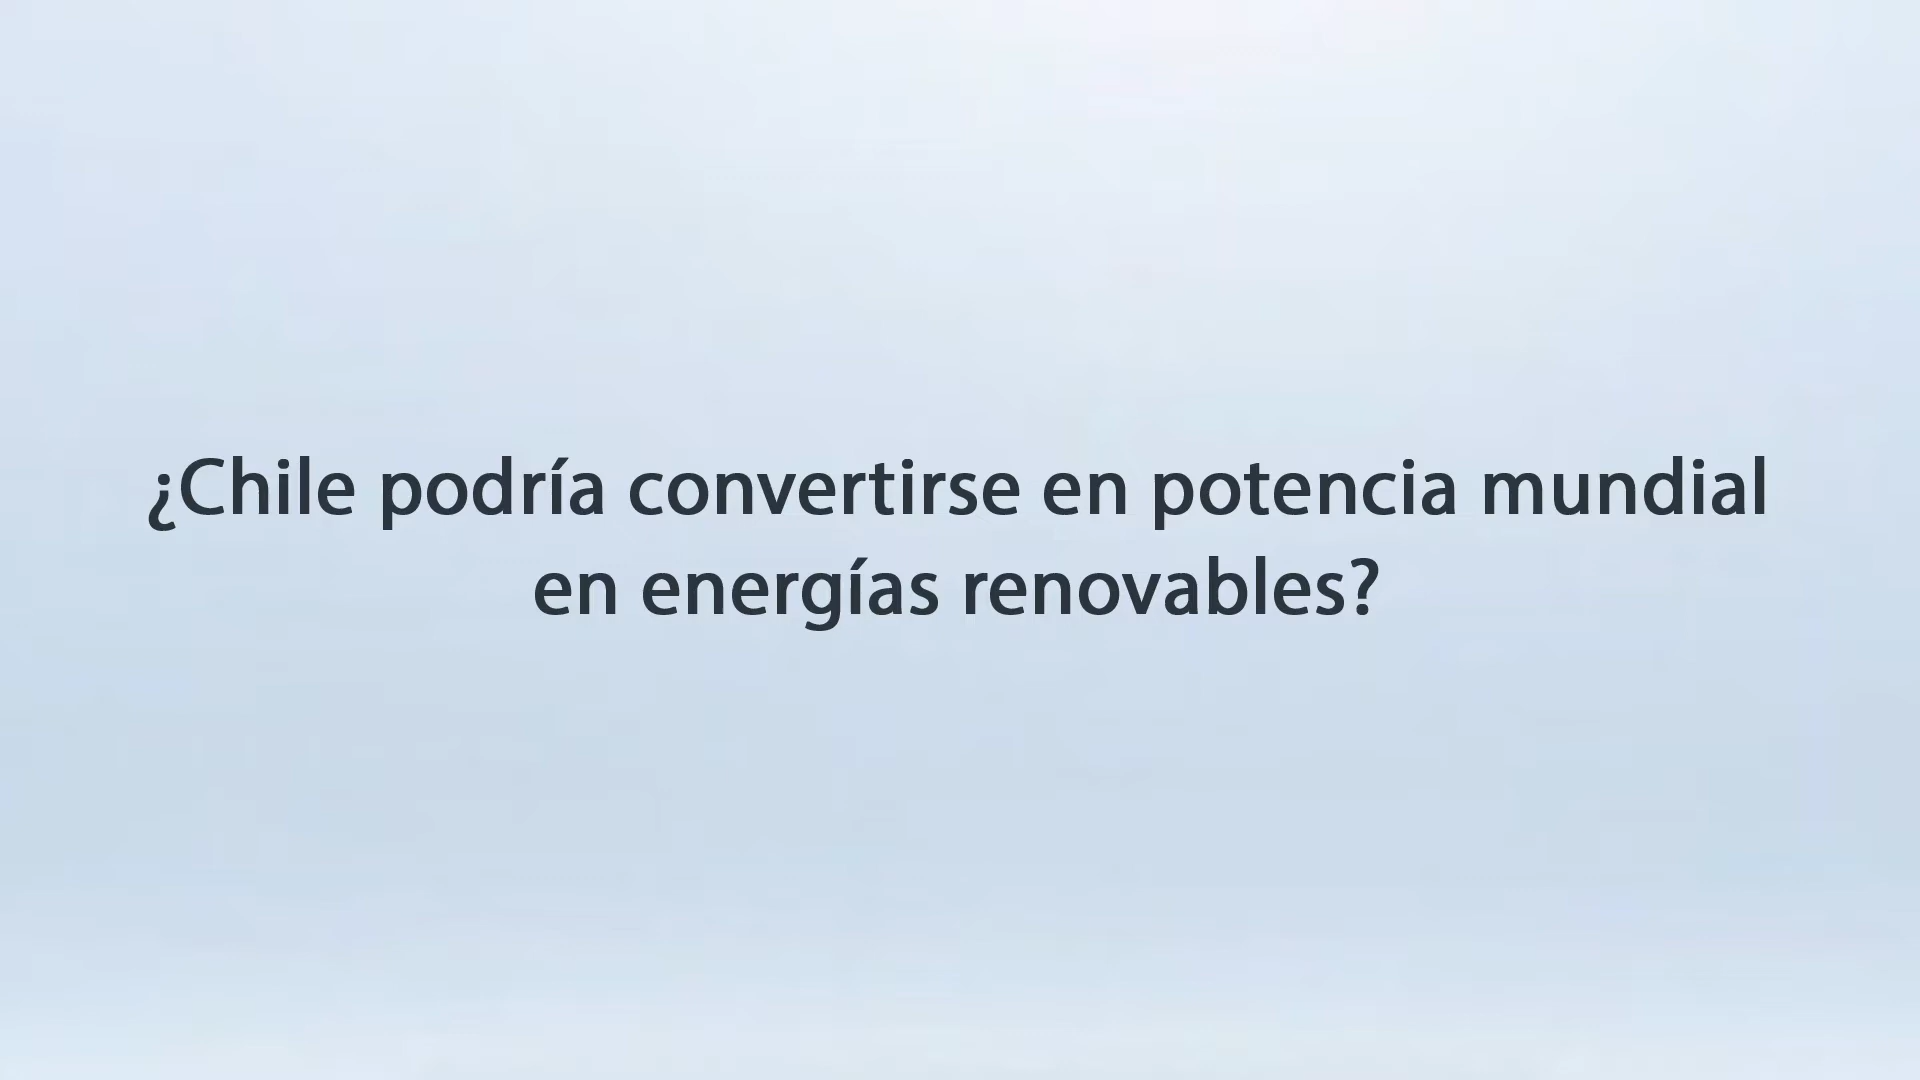 ¿Chile podría convertirse en potencia mundial
en energías renovables?